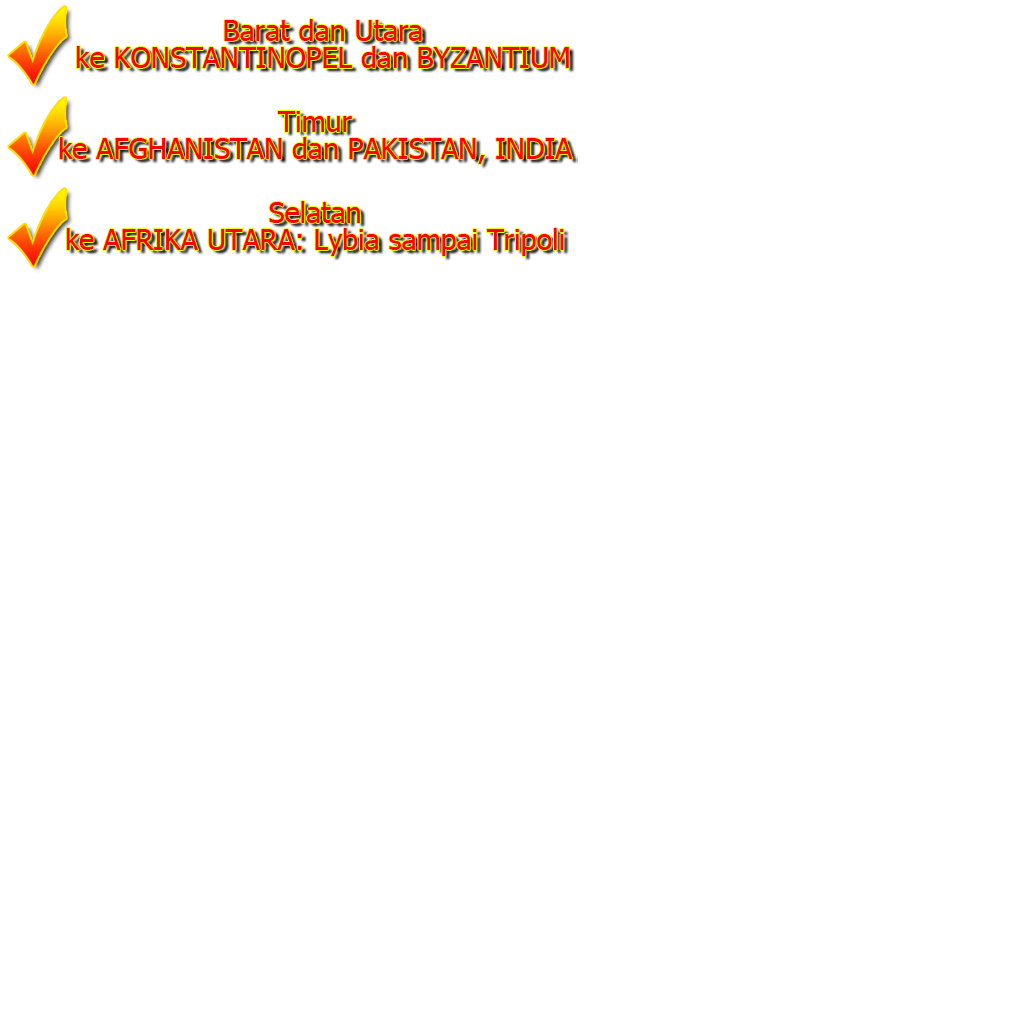 Barat dan Utara
ke KONSTANTINOPEL dan BYZANTIUM
Timur
ke AFGHANISTAN dan PAKISTAN, INDIA
Selatan
ke AFRIKA UTARA: Lybia sampai Tripoli